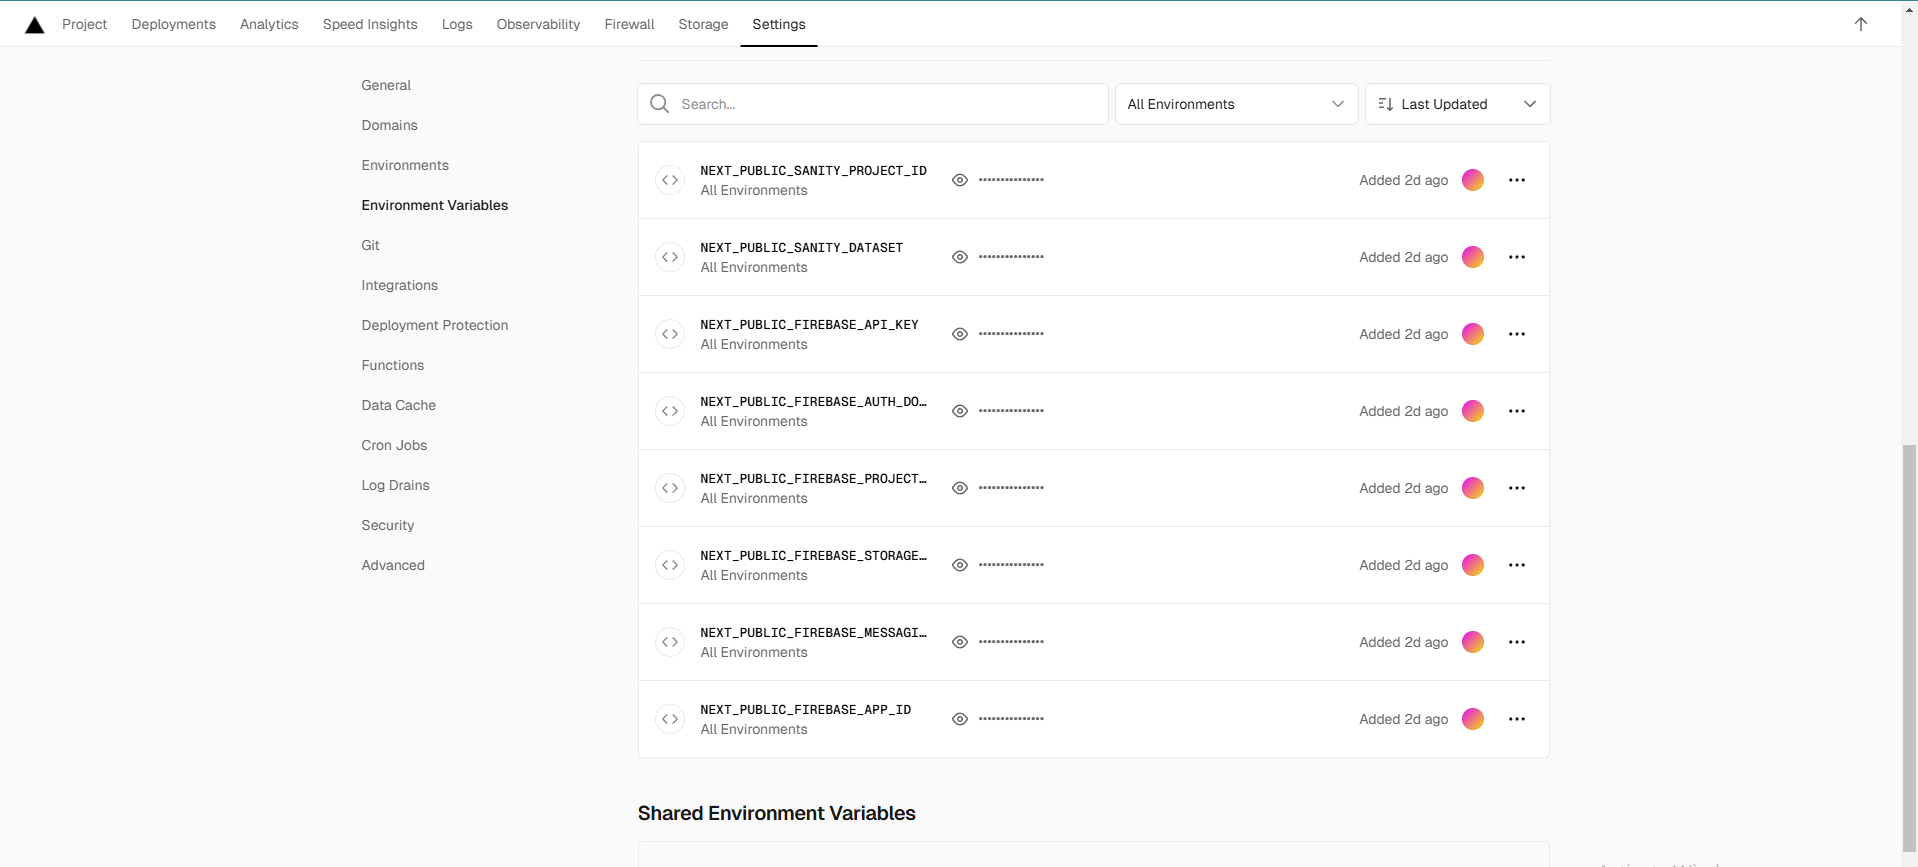 Project Deployments Analytics Speed Insights Logs Observability Firewall Storage Settings
General
Domains
Environments
Environment Variables
Git
Integrations
Deployment Protection
Functions
Data Cache
Cron Jobs
Log Drains
Security
Advanced
Search... All Environments Last Updated
NEXT_PUBLIC_SANITY_PROJECT_ID
All Environments
••••••••••••••• Added 2d ago
NEXT_PUBLIC_SANITY_DATASET
All Environments
••••••••••••••• Added 2d ago
NEXT_PUBLIC_FIREBASE_API_KEY
All Environments
••••••••••••••• Added 2d ago
NEXT_PUBLIC_FIREBASE_AUTH_DO…
All Environments
••••••••••••••• Added 2d ago
NEXT_PUBLIC_FIREBASE_PROJECT…
All Environments
••••••••••••••• Added 2d ago
NEXT_PUBLIC_FIREBASE_STORAGE…
All Environments
••••••••••••••• Added 2d ago
NEXT_PUBLIC_FIREBASE_MESSAGI…
All Environments
••••••••••••••• Added 2d ago
NEXT_PUBLIC_FIREBASE_APP_ID
All Environments
••••••••••••••• Added 2d ago
Shared Environment Variables